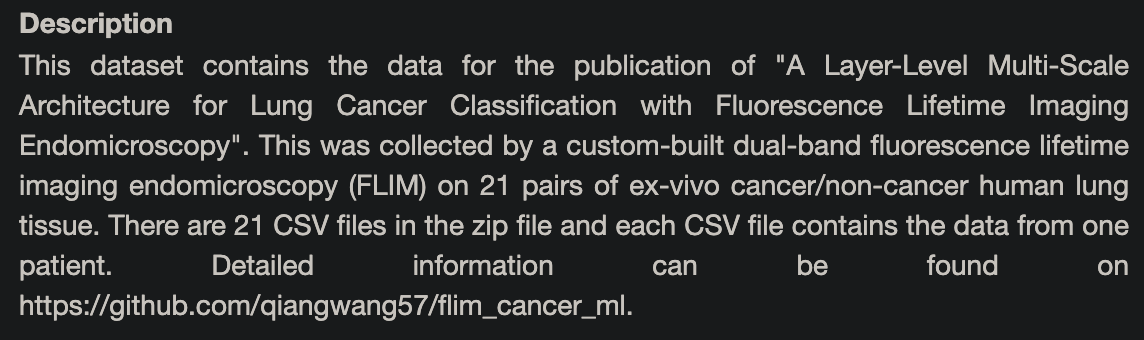 Description
This dataset contains the data for the publication of "A Layer-Level Multi-Scale
Architecture for Lung Cancer Classification with Fluorescence Lifetime Imaging
Endomicroscopy". This was collected by a custom-built dual-band fluorescence lifetime
imaging endomicroscopy (FLIM) on 21 pairs of ex-vivo cancer/non-cancer human lung
tissue. There are 21 CSV files in the zip file and each CSV file contains the data from one
patient. Detailed information can be found on
https://github.com/qiangwang57/flim_cancer_ml.